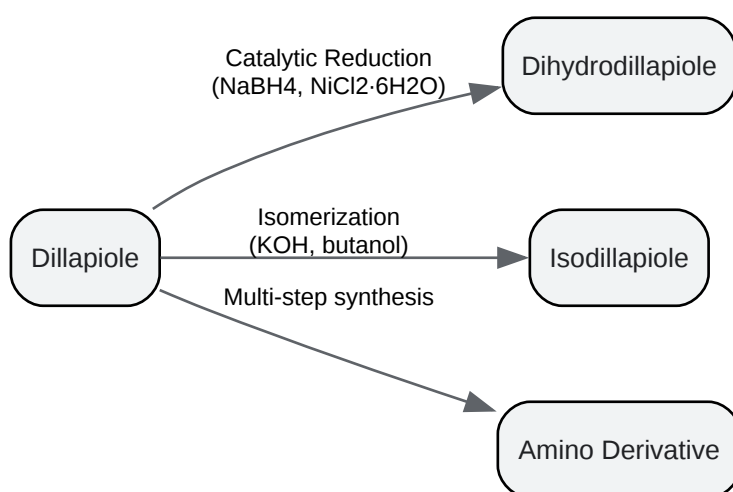 Catalytic Reduction
(NaBH4, NiCl2·6H2O)
Dihydrodillapiole
Isomerization
(KOH, butanol)
Dillapiole
Isodillapiole
Multi-step synthesis
Amino Derivative